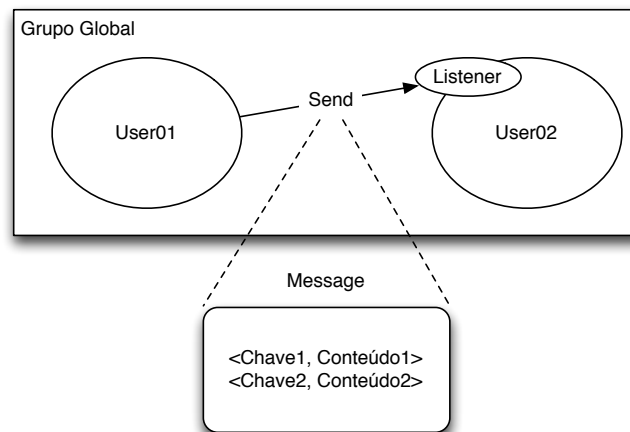 Grupo Global
Listener
Send
User01
User02
Message
<Chave1, Conteúdo1>
<Chave2, Conteúdo2>